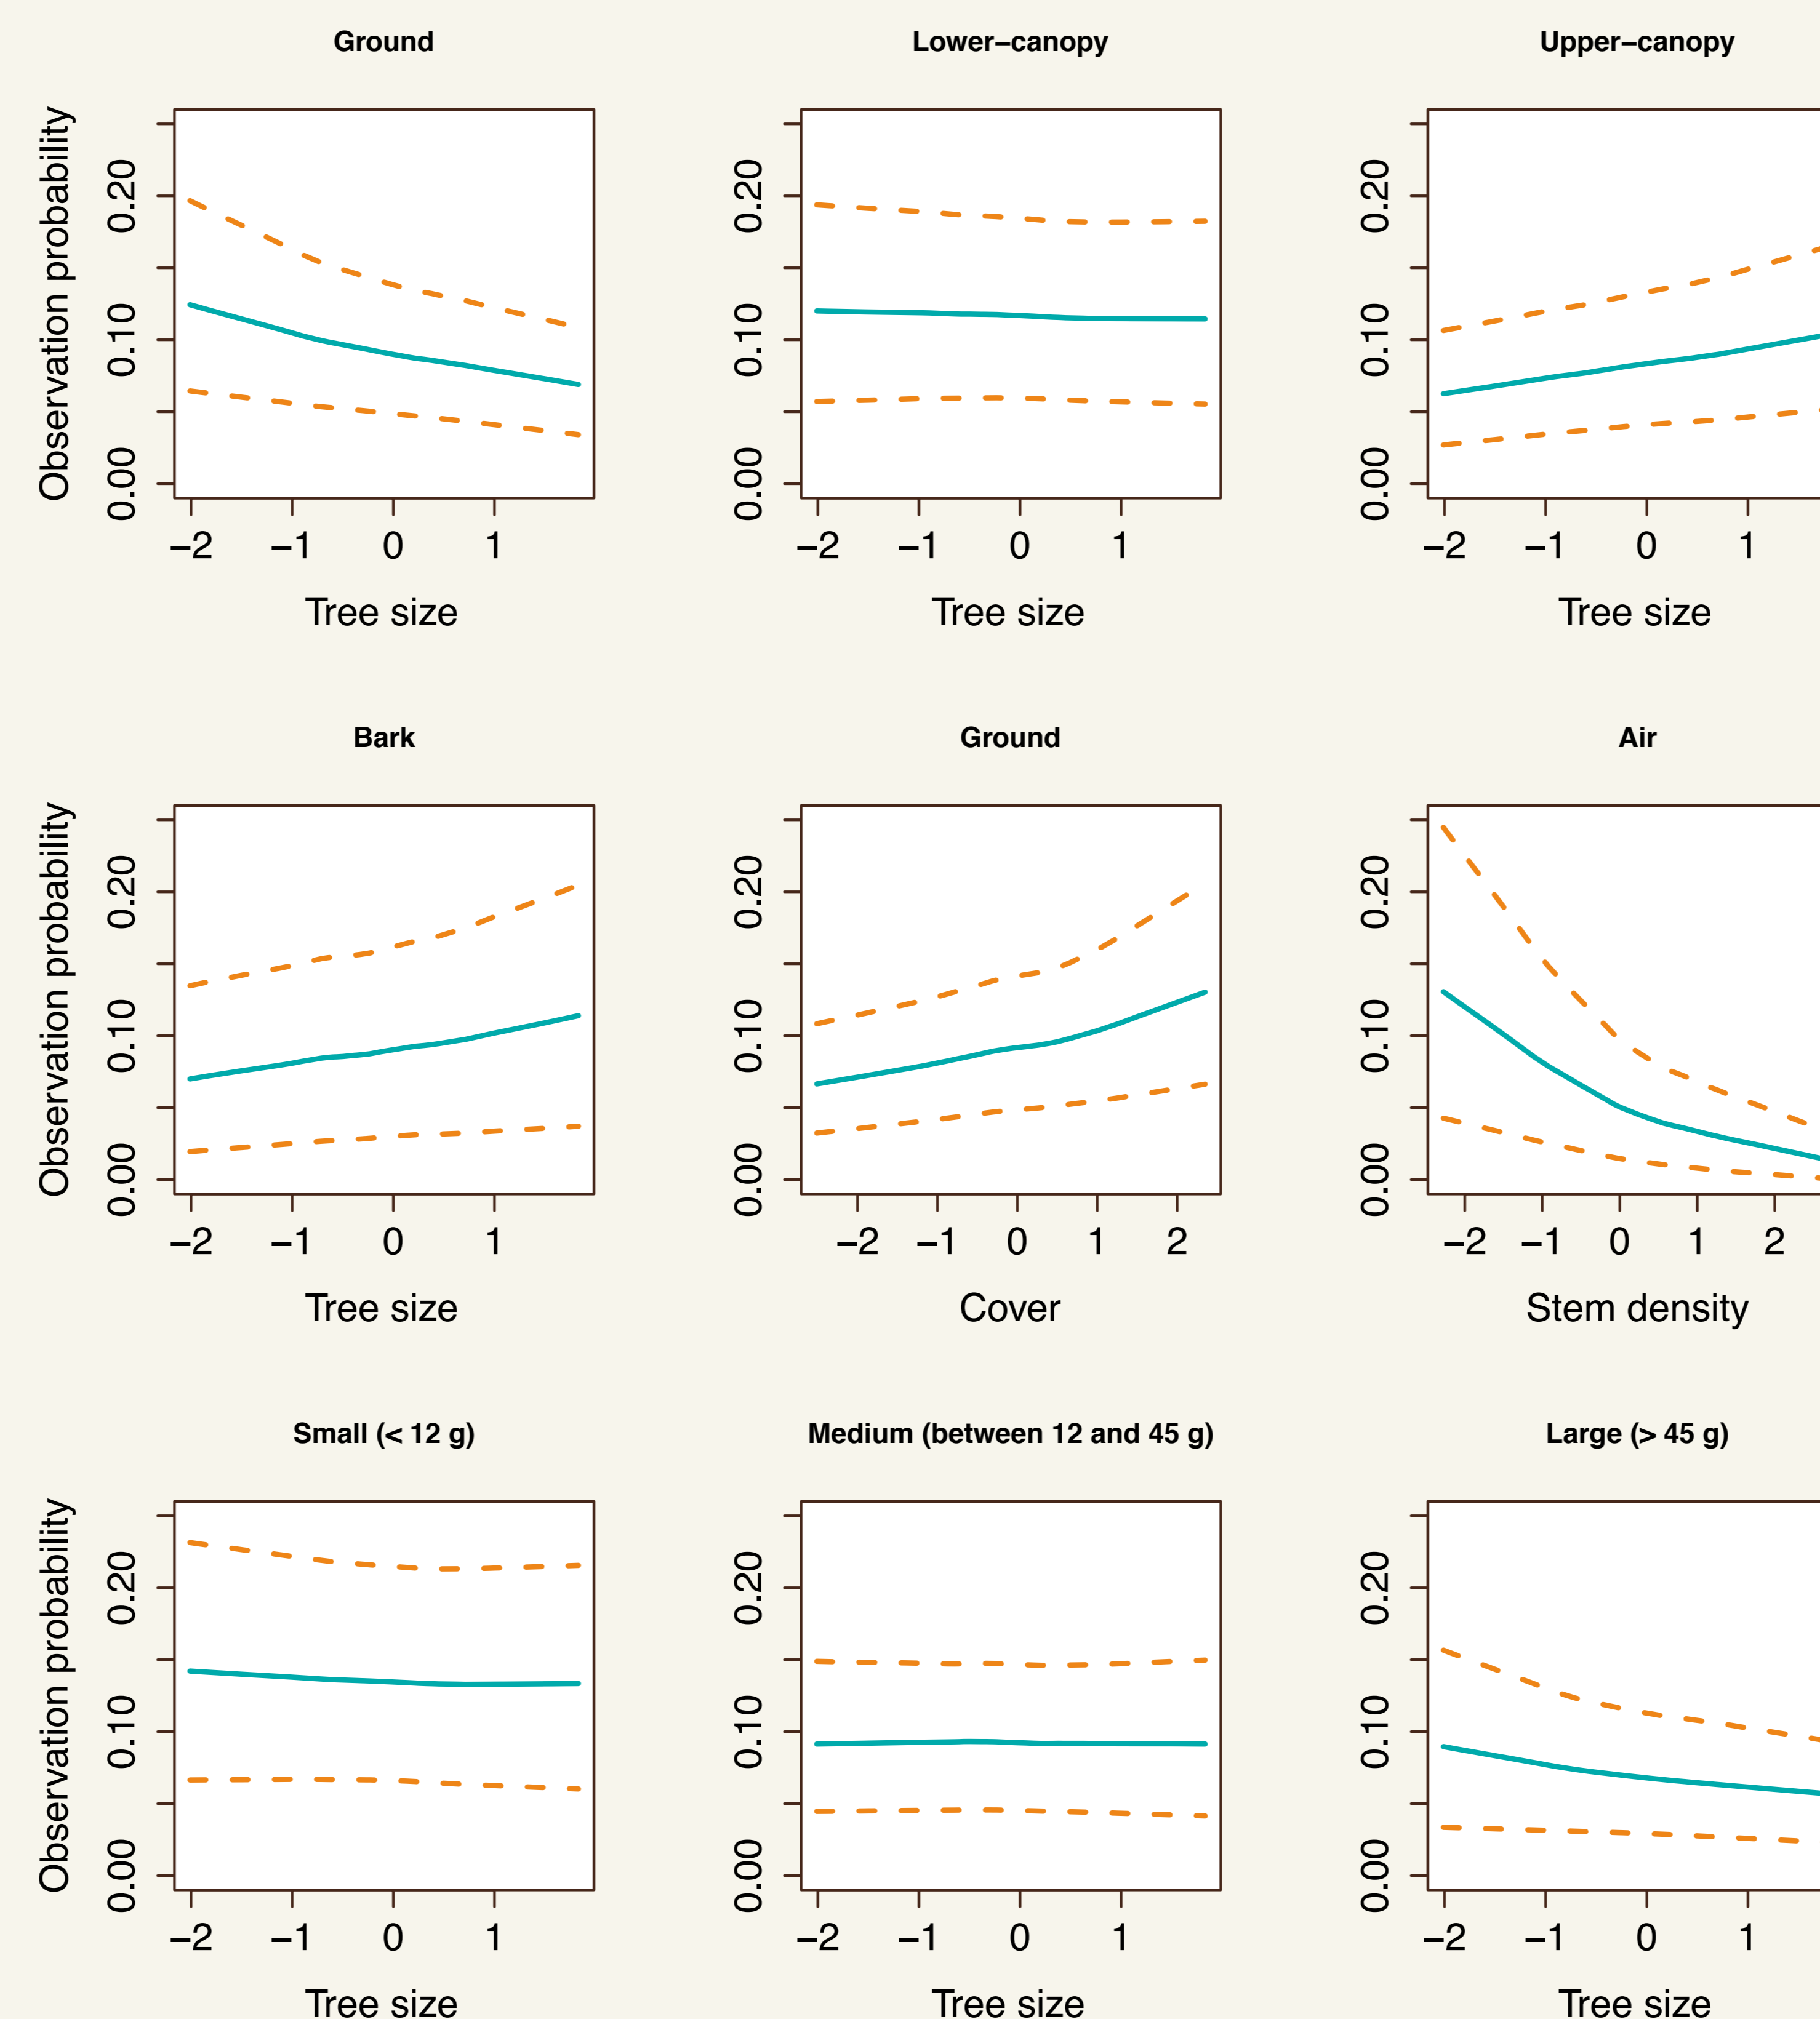 Ground Lower–canopy Upper–canopy
Observation probability
0.00 0.10 0.20
0.00 0.10 0.20
0.00 0.10 0.20
−2 −1 0 1
−2 −1 0 1
−2 −1 0 1
Tree size Tree size Tree size
Bark Ground Air
Observation probability
0.00 0.10 0.20
0.00 0.10 0.20
0.00 0.10 0.20
−2 −1 0 1
−2 −1 0 1 2
−2 −1 0 1 2
Tree size Cover Stem density
Small (< 12 g) Medium (between 12 and 45 g) Large (> 45 g)
Observation probability
0.00 0.10 0.20
0.00 0.10 0.20
0.00 0.10 0.20
−2 −1 0 1
−2 −1 0 1
−2 −1 0 1
Tree size Tree size Tree size